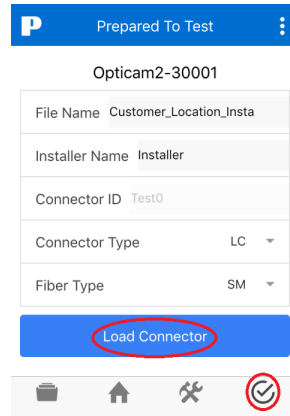 P Prepared To Test
Opticam2-30001
File Name Customer_Location_Insta
Installer Name Installer
Connector ID Test0
Connector Type LC
Fiber Type SM
Load Connector